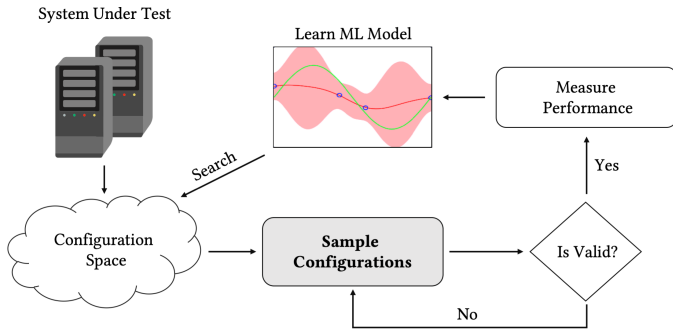 System Under Test
Learn ML Model
Measure
Performance
Search
Yes
Configuration
Space
Sample
Configurations
Is Valid?
No